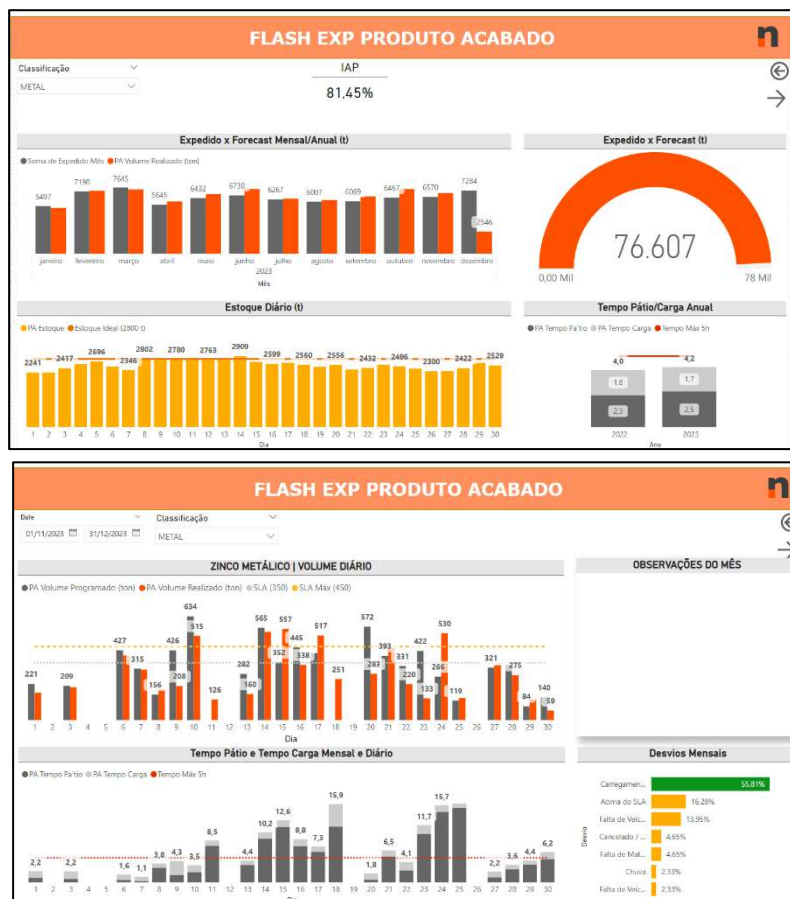 FLASH EXP PRODUTO ACABADO
n
Classificação
METAL
IAP
81,45%
Expedido x Forecast Mensal/Anual (t)
Soma de Expedido Mês PA Volume Realizado (ton)
5497 7198 7645 5645 6432 6738 6267 6007 6069 6467 6570 7284 2546
janeiro fevereiro março abril maio junho julho agosto setembro outubro novembro dezembro
2023
Mês
Expedido x Forecast (t)
76.607
0,00 Mil 78 Mil
Estoque Diário (t)
PA Estoque Estoque Ideal (2800 t)
2241 2417 2696 2346 2802 2780 2763 2909 2599 2560 2556 2432 2496 2300 2422 2529
1 2 3 4 5 6 7 8 9 10 11 12 13 14 15 16 17 18 19 20 21 22 23 24 25 26 27 28 29 30
Dia
Tempo Pátio/Carga Anual
PA Tempo Pa'tio PA Tempo Carga Tempo Máx 5h
4,0 4,2
1,8 1,7
2,3 2,5
2022 2023
Ano
FLASH EXP PRODUTO ACABADO
n
Date
01/11/2023 31/12/2023
Classificação
METAL
ZINCO METÁLICO | VOLUME DIÁRIO
PA Volume Programado (ton) PA Volume Realizado (ton) SLA (350) SLA Máx (450)
221 209 427 315 156 426 208 634 515 126 282 160 565 352 557 445 338 517 251 572 283 393 331 220 422 133 266 530 119 321 275 84 140 59
1 2 3 4 5 6 7 8 9 10 11 12 13 14 15 16 17 18 19 20 21 22 23 24 25 26 27 28 29 30
Dia
OBSERVAÇÕES DO MÊS
Tempo Pátio e Tempo Carga Mensal e Diário
PA Tempo Pa'tio PA Tempo Carga Tempo Máx 5h
2,2 2,2 1,6 1,1 3,8 4,3 3,5 8,5 4,4 10,2 12,6 8,8 7,3 15,9 1,8 6,5 4,1 11,7 15,7 2,2 3,6 4,4 6,2
1 2 3 4 5 6 7 8 9 10 11 12 13 14 15 16 17 18 19 20 21 22 23 24 25 26 27 28 29 30
Desvios Mensais
Desvio
Carregamen... 55,81%
Acima do SLA 16,28%
Falta de Veíc... 13,95%
Cancelado / ... 4,65%
Falta de Mat... 4,65%
Chuva 2,33%
Falta de Veíc... 2,33%